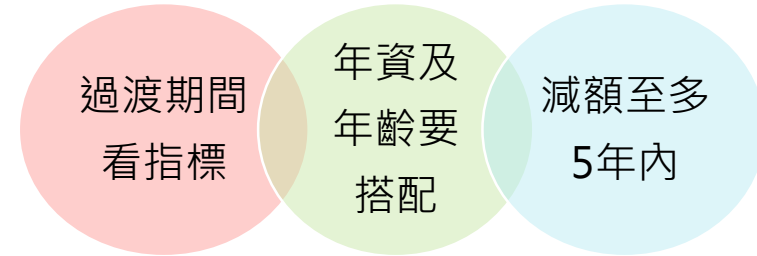 過渡期間
看指標
年資及
年齡要
搭配
減額至多
5年內